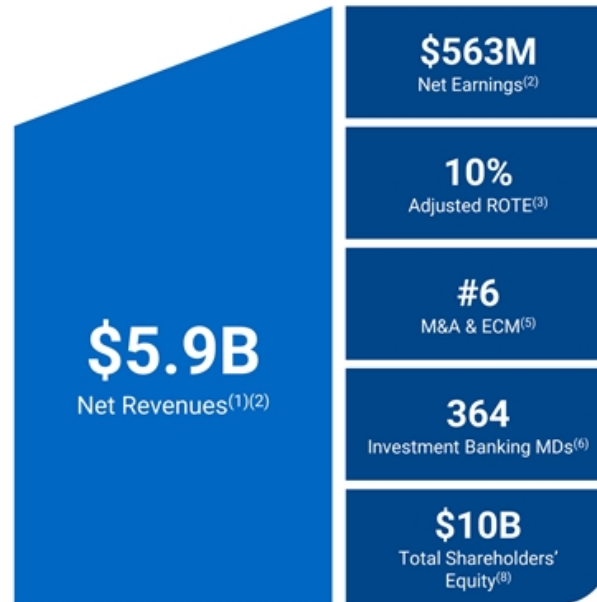 $5.9B
Net Revenues(1)(2)
$563M
Net Earnings(2)
10%
Adjusted ROTE(3)
#6
M&A & ECM(5)
364
Investment Banking MDs(6)
$10B
Total Shareholders'
Equity(8)